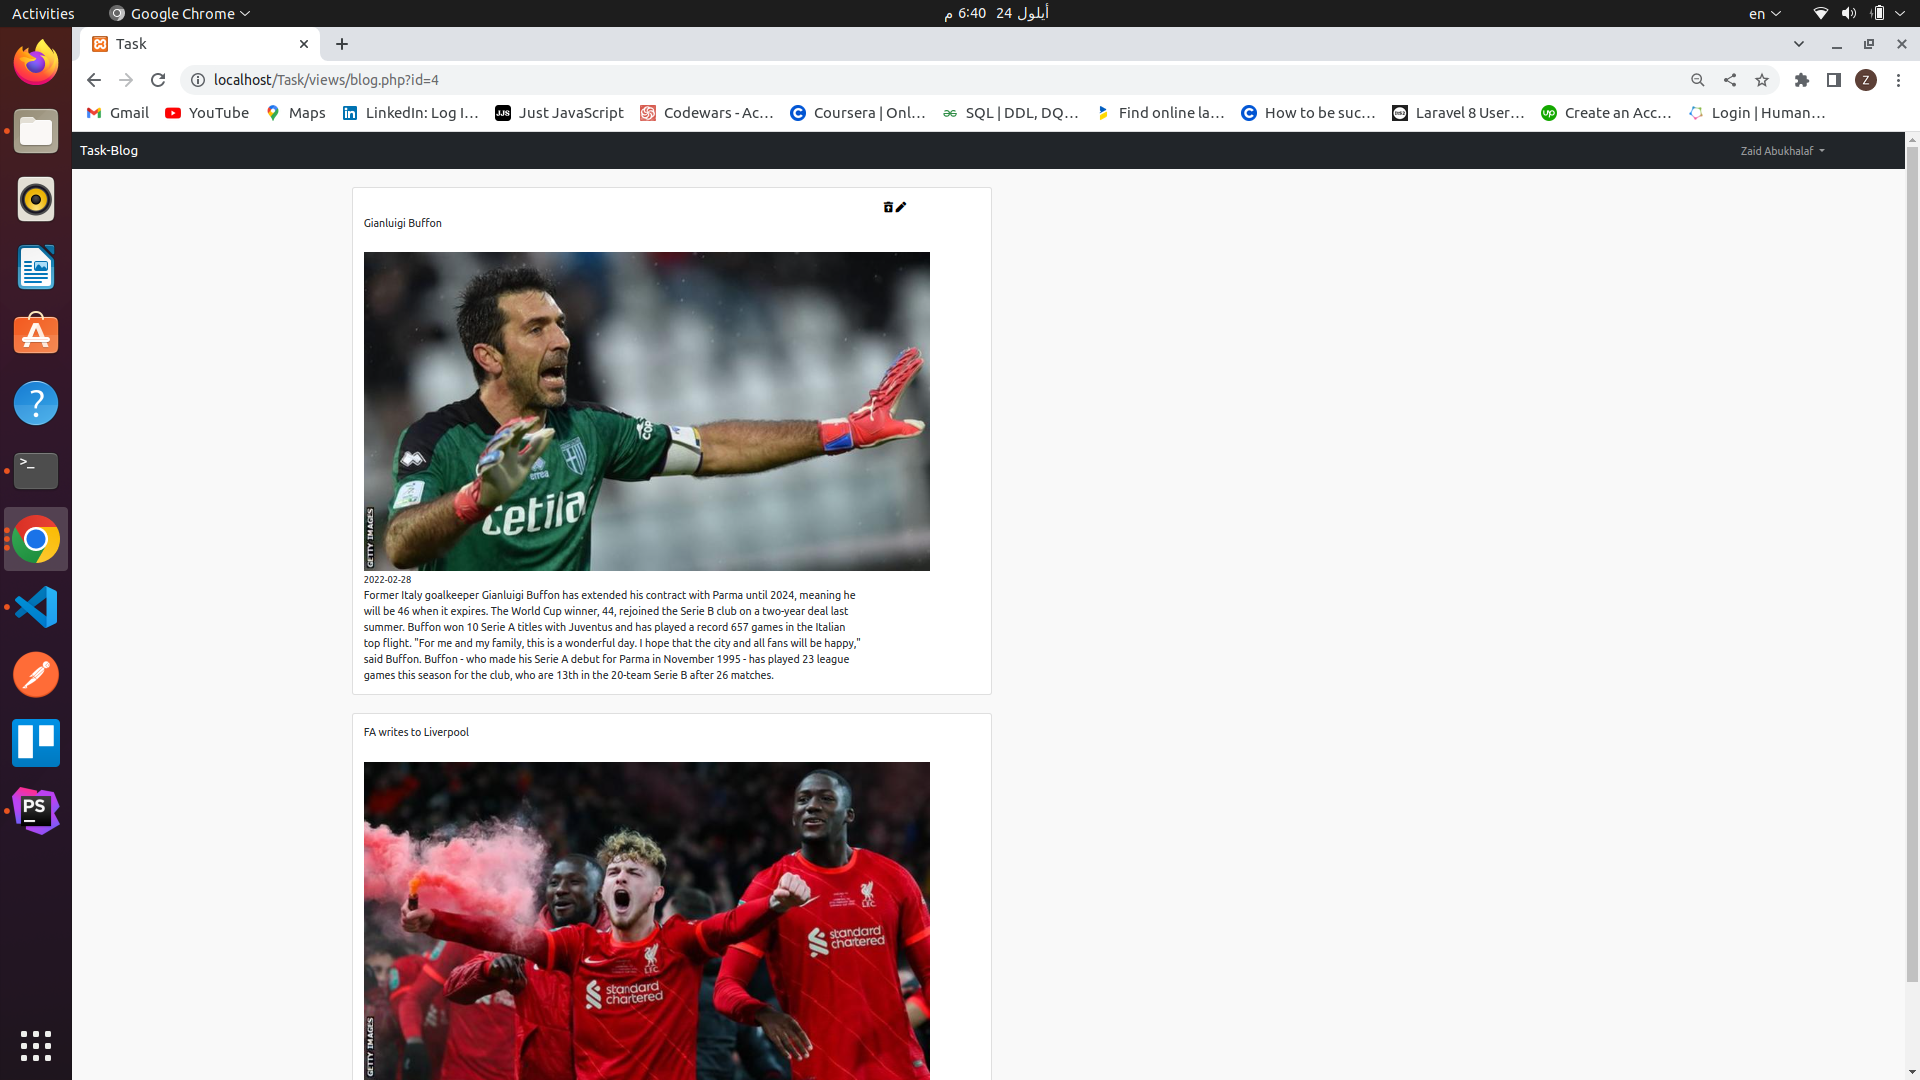 Activities
Google Chrome
أيلول 24  6:40 م
en
Task
localhost/Task/views/blog.php?id=4
Z
Gmail
YouTube
Maps
LinkedIn: Log I…
JJS
Just JavaScript
Codewars - Ac…
Coursera | Onl…
SQL | DDL, DQ…
Find online la…
How to be suc…
Laravel 8 User…
up
Create an Acc…
Login | Human…
Task-Blog
Zaid Abukhalaf
Gianluigi Buffon
errea
cetila
GETTY IMAGES
2022-02-28
Former Italy goalkeeper Gianluigi Buffon has extended his contract with Parma until 2024, meaning he
will be 46 when it expires. The World Cup winner, 44, rejoined the Serie B club on a two-year deal last
summer. Buffon won 10 Serie A titles with Juventus and has played a record 657 games in the Italian
top flight. "For me and my family, this is a wonderful day. I hope that the city and all fans will be happy,"
said Buffon. Buffon - who made his Serie A debut for Parma in November 1995 - has played 23 league
games this season for the club, who are 13th in the 20-team Serie B after 26 matches.
FA writes to Liverpool
L.F.C.
standard
chartered
L.F.C.
standard
chartered
GETTY IMAGES
PS